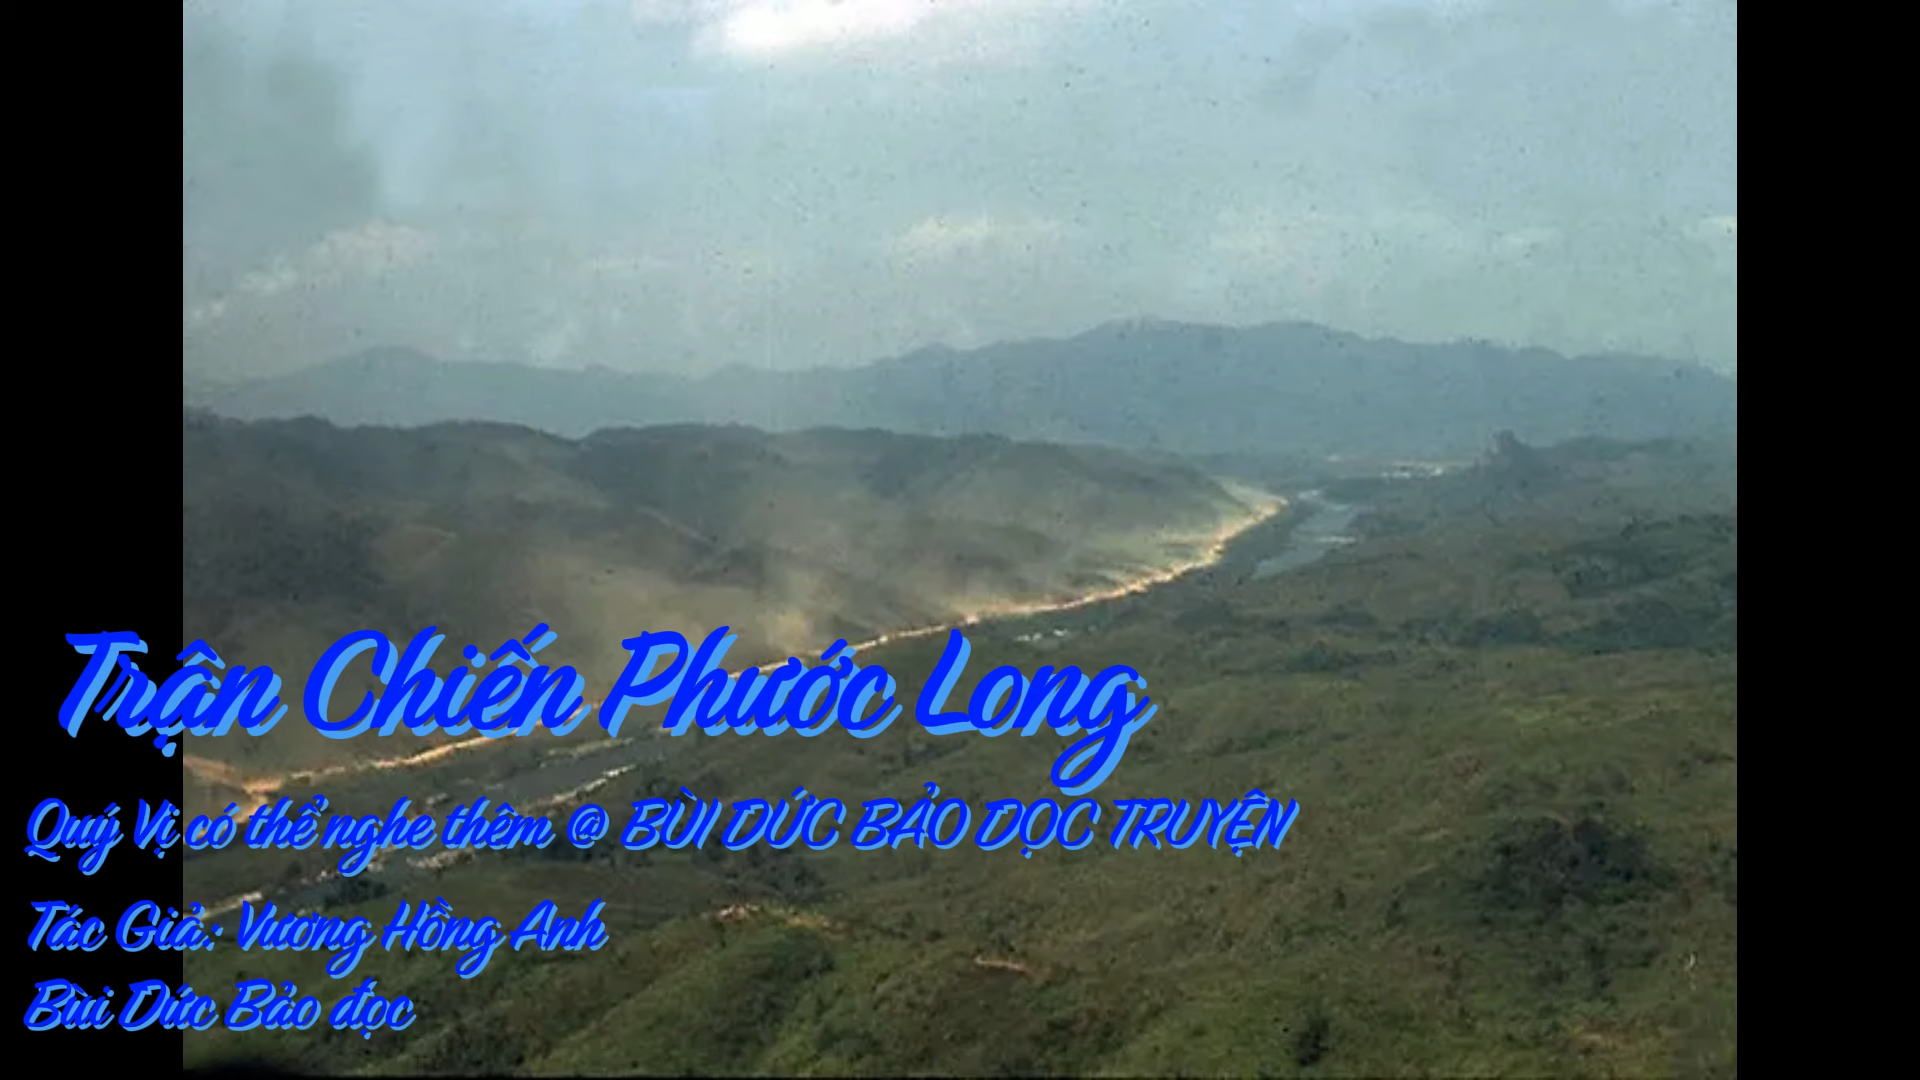 Trận Chiến Phước Long
Quý Vị có thể nghe thêm @ BÙI ĐỨC BẢO ĐỌC TRUYỆN
Tác Giả: Vương Hồng Anh
Bùi Đức Bảo đọc